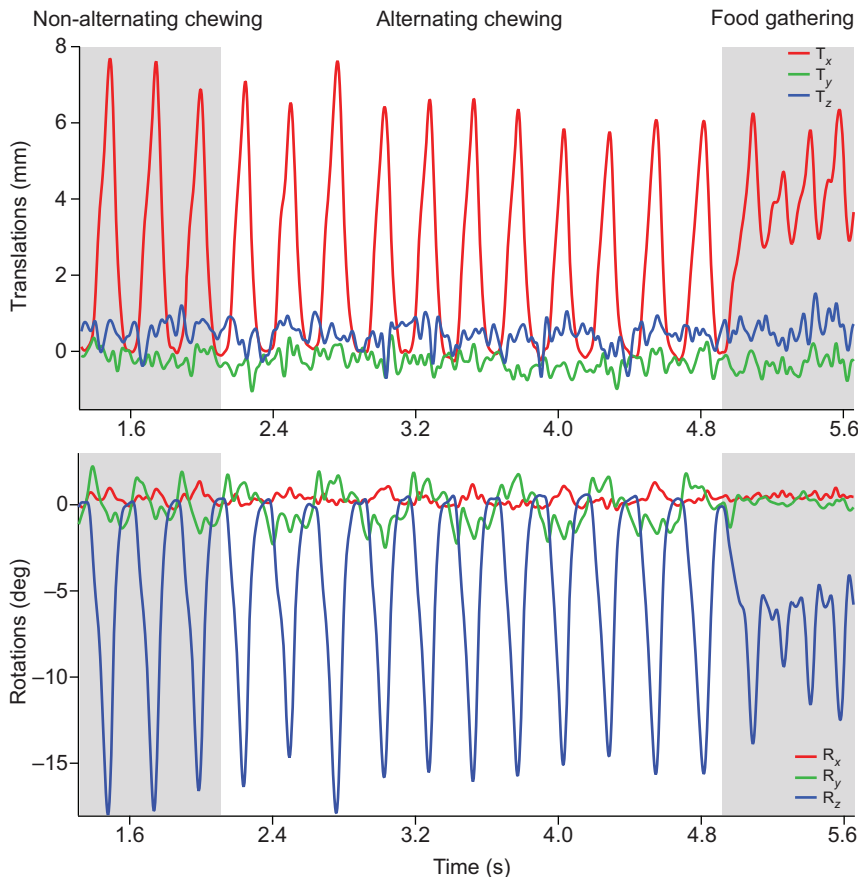 Non-alternating chewing Alternating chewing Food gathering
8
6
4
2
0
Translations (mm)
Tx
Ty
Tz
1.6 2.4 3.2 4.0 4.8 5.6
0
–5
–10
–15
Rotations (deg)
Rx
Ry
Rz
1.6 2.4 3.2 4.0 4.8 5.6
Time (s)